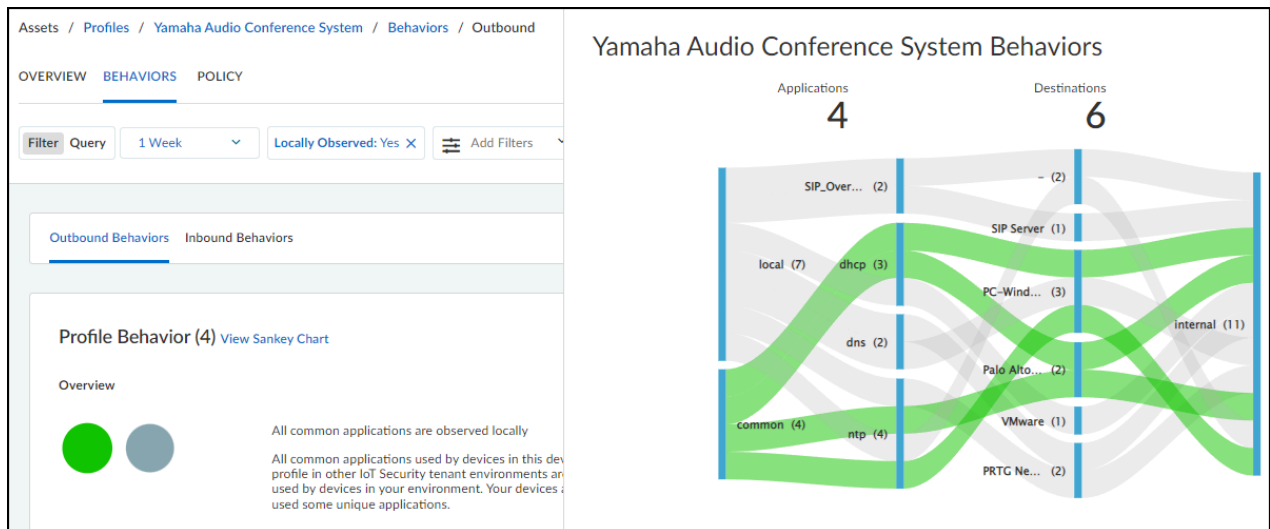 Assets / Profiles / Yamaha Audio Conference System / Behaviors / Outbound
OVERVIEW BEHAVIORS POLICY
Filter Query 1 Week Locally Observed: Yes × Add Filters
Outbound Behaviors Inbound Behaviors
Profile Behavior (4) View Sankey Chart
Overview
All common applications are observed locally
All common applications used by devices in this dev
profile in other IoT Security tenant environments are
used by devices in your environment. Your devices a
used some unique applications.
Yamaha Audio Conference System Behaviors
Applications Destinations
4 6
SIP_Over... (2)
- (2)
SIP Server (1)
local (7)
dhcp (3)
PC-Wind... (3)
internal (11)
dns (2)
Palo Alto... (2)
common (4)
ntp (4)
VMware (1)
PRTG Ne... (2)